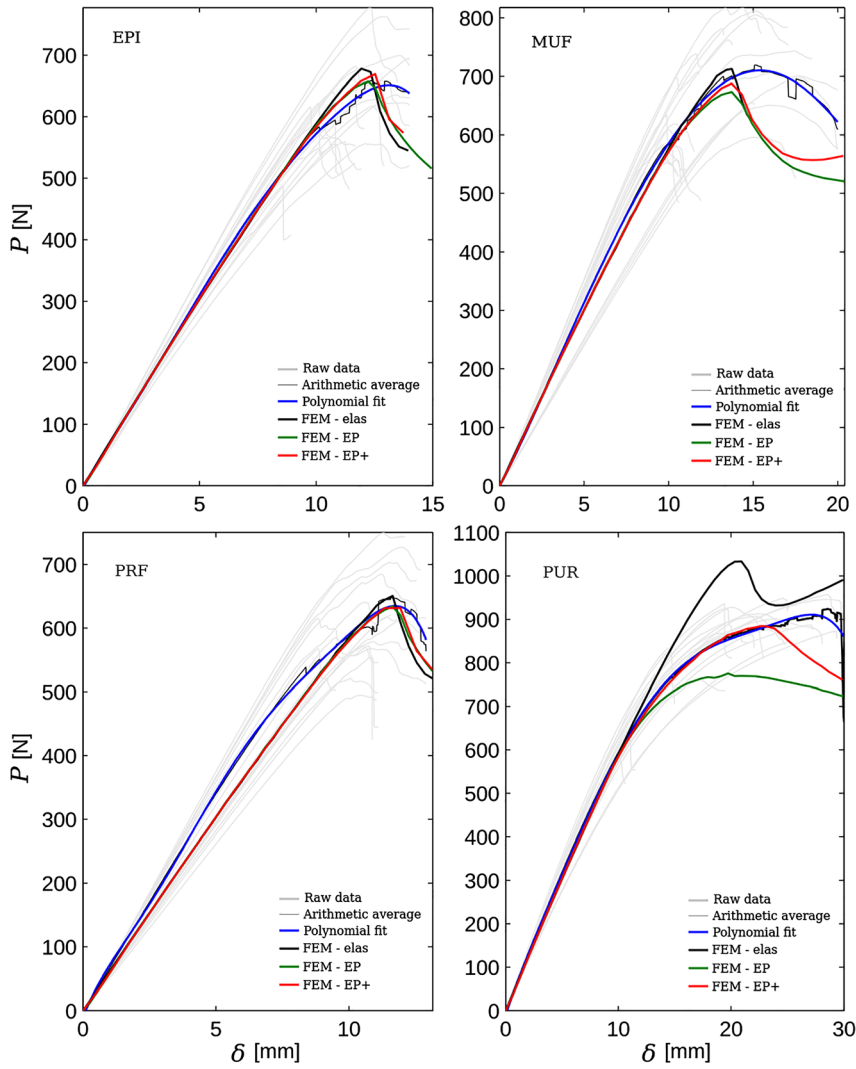 EPI
700
600
500
400
300
200
100
0
P [N]
Raw data
Arithmetic average
Polynomial fit
FEM - elas
FEM - EP
FEM - EP+
0 5 10 15
MUF
800
700
600
500
400
300
200
100
0
Raw data
Arithmetic average
Polynomial fit
FEM - elas
FEM - EP
FEM - EP+
0 5 10 15 20
PRF
700
600
500
400
300
200
100
0
P [N]
Raw data
Arithmetic average
Polynomial fit
FEM - elas
FEM - EP
FEM - EP+
0 5 10
δ [mm]
PUR
1100
1000
900
800
700
600
500
400
300
200
100
0
Raw data
Arithmetic average
Polynomial fit
FEM - elas
FEM - EP
FEM - EP+
0 10 20 30
δ [mm]